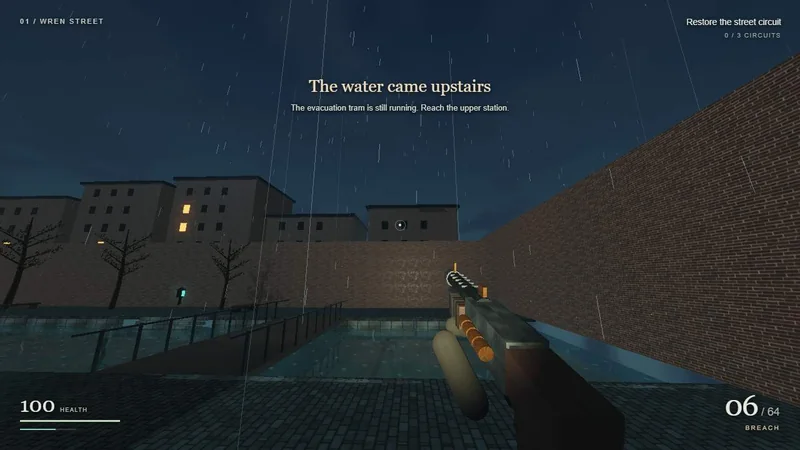 01 / WREN STREET
Restore the street circuit
0 / 3 CIRCUITS
The water came upstairs
The evacuation tram is still running. Reach the upper station.
100 HEALTH
06 / 64
BREACH